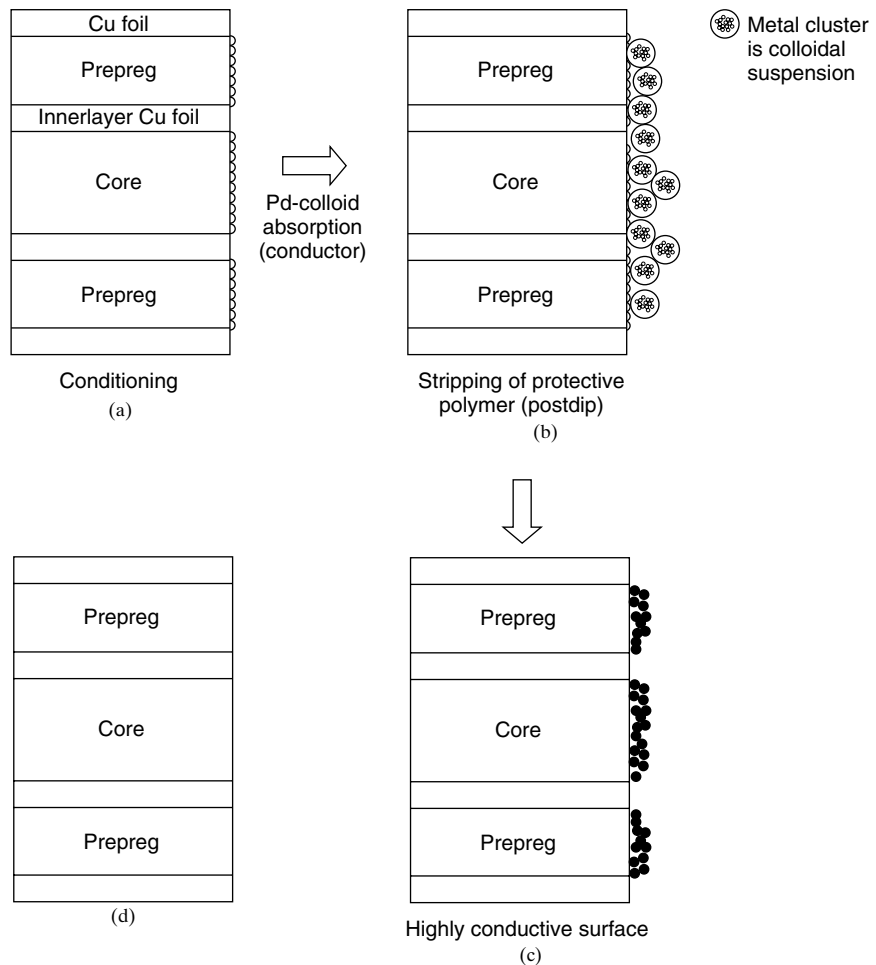 Cu foil
Prepreg
Innerlayer Cu foil
Core
Prepreg
Conditioning
(a)
Pd-colloid
absorption
(conductor)
Prepreg
Core
Prepreg
Stripping of protective
polymer (postdip)
(b)
Metal cluster
is colloidal
suspension
Prepreg
Core
Prepreg
(d)
Prepreg
Core
Prepreg
Highly conductive surface
(c)